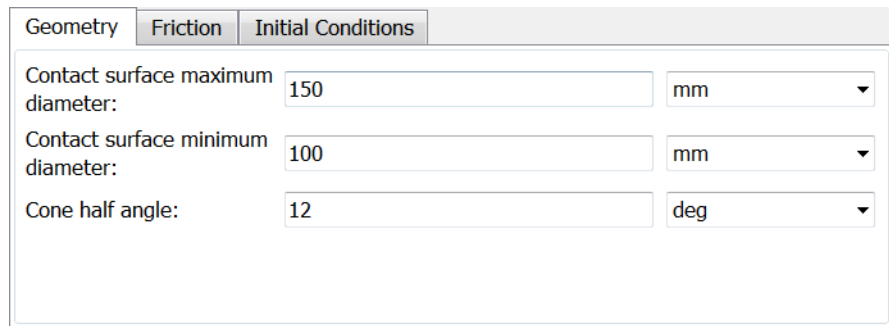 Geometry Friction Initial Conditions
Contact surface maximum
diameter: 150 mm
Contact surface minimum
diameter: 100 mm
Cone half angle: 12 deg